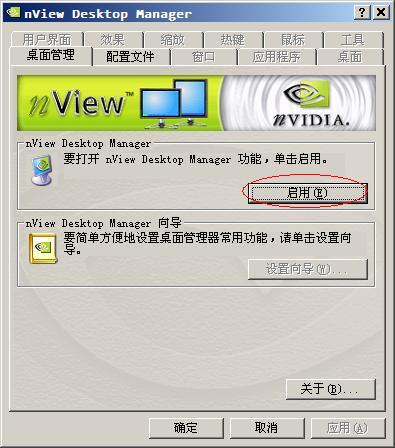 nView Desktop Manager
用户界面 效果 缩放 热键 鼠标 工具
桌面管理 配置文件 窗口 应用程序 桌面
nView™ nVIDIA.
nView Desktop Manager
要打开 nView Desktop Manager 功能，单击启用。
启用(E)
nView Desktop Manager 向导
要简单方便地设置桌面管理器常用功能，请单击设置向
导。
设置向导(W)...
关于(B)...
确定 取消 应用(A)